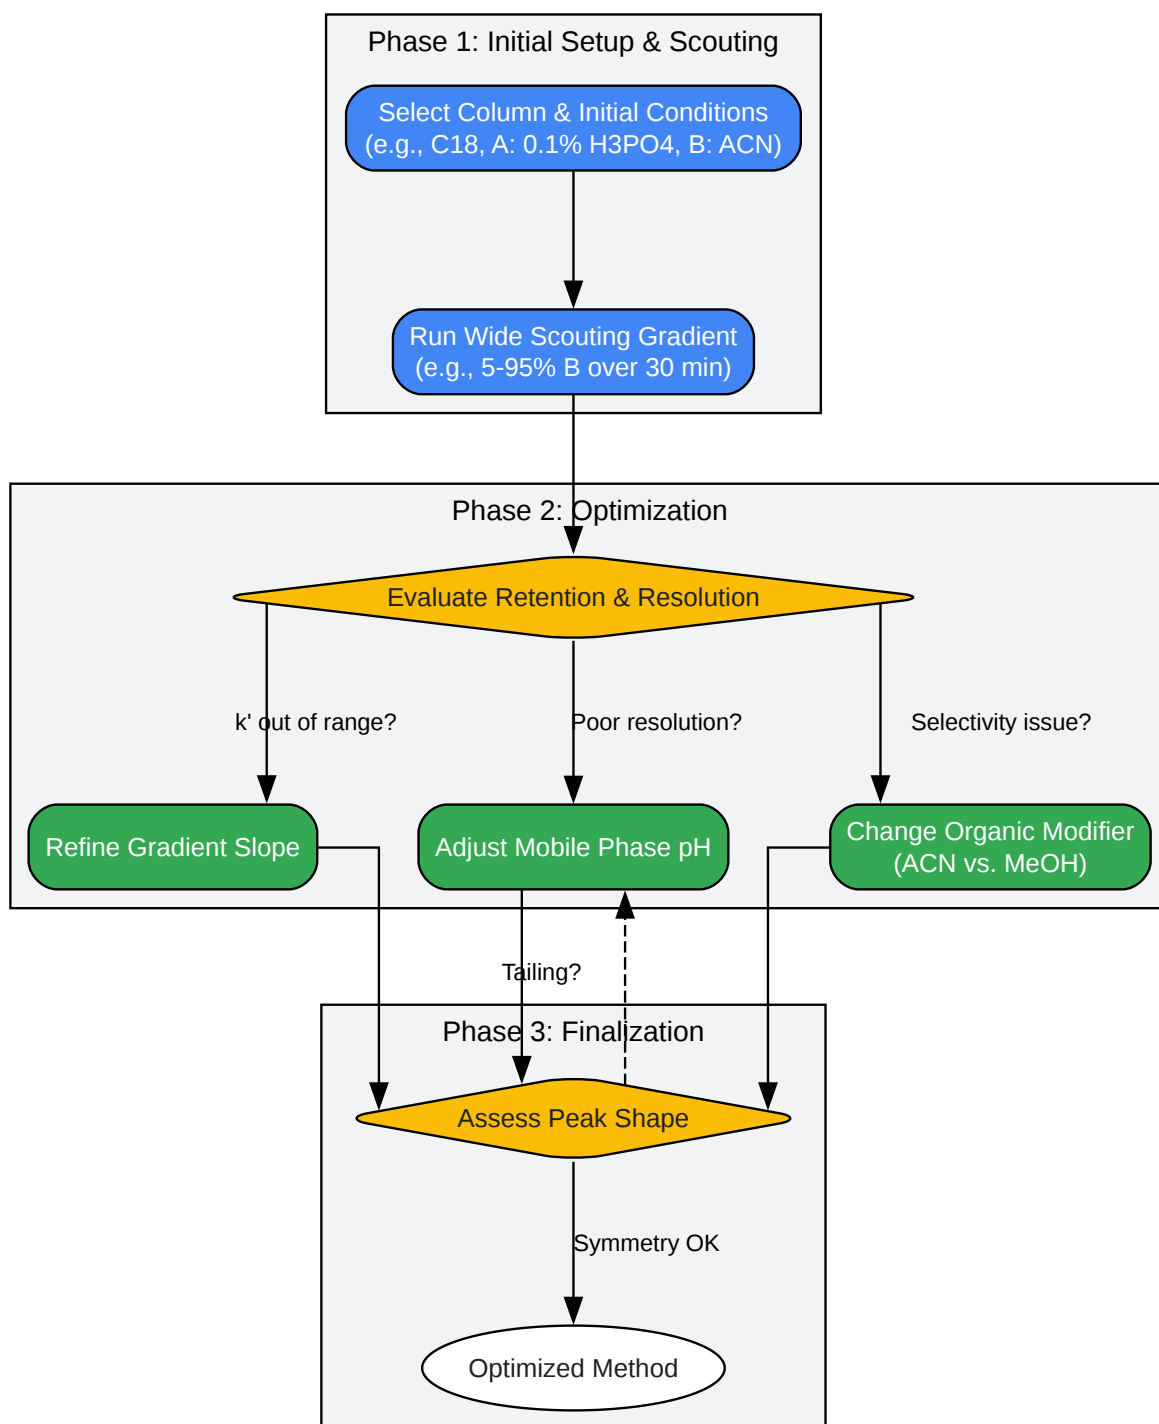 Phase 1: Initial Setup & Scouting
Select Column & Initial Conditions
(e.g., C18, A: 0.1% H3PO4, B: ACN)
Run Wide Scouting Gradient
(e.g., 5-95% B over 30 min)
Phase 2: Optimization
Evaluate Retention & Resolution
k' out of range?
Poor resolution?
Selectivity issue?
Refine Gradient Slope
Adjust Mobile Phase pH
Change Organic Modifier
(ACN vs. MeOH)
Tailing?
Phase 3: Finalization
Assess Peak Shape
Symmetry OK
Optimized Method